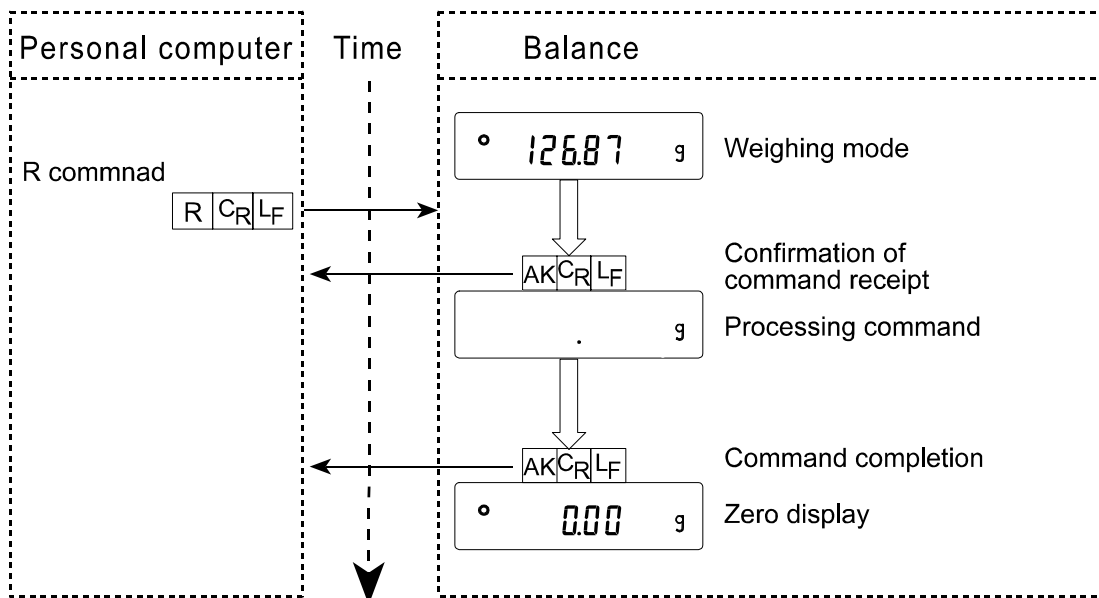 Personal computer
Time
Balance
126.87 g
Weighing mode
R commnad
R CR LF
Confirmation of
command receipt
AK CR LF
. g
Processing command
Command completion
AK CR LF
0.00 g
Zero display